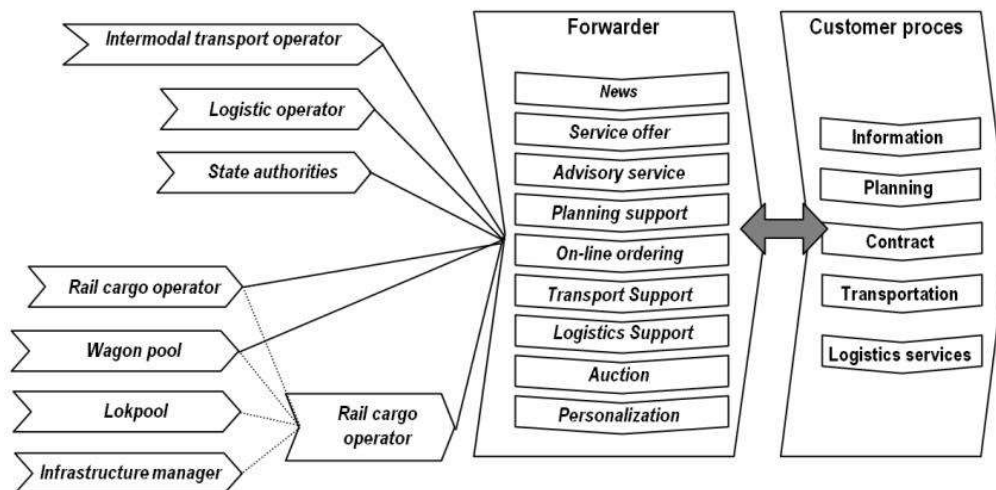 Intermodal transport operator
Logistic operator
State authorities
Rail cargo operator
Wagon pool
Lokpool
Infrastructure manager
Rail cargo
operator
Forwarder
News
Service offer
Advisory service
Planning support
On-line ordering
Transport Support
Logistics Support
Auction
Personalization
Customer proces
Information
Planning
Contract
Transportation
Logistics services